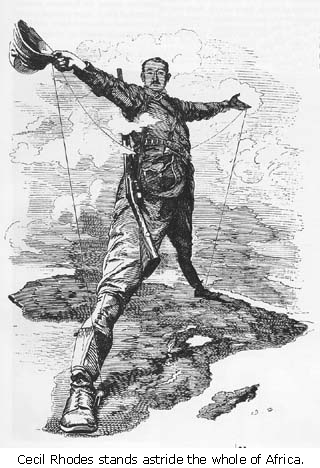 Cecil Rhodes stands astride the whole of Africa.